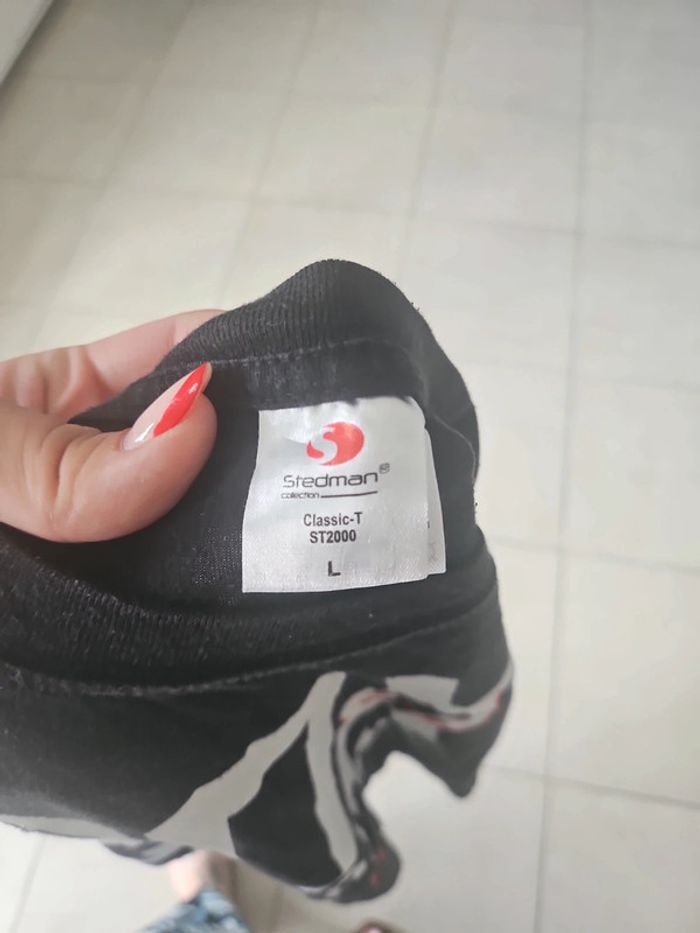 Stedman®
collection
Classic-T
ST2000
L